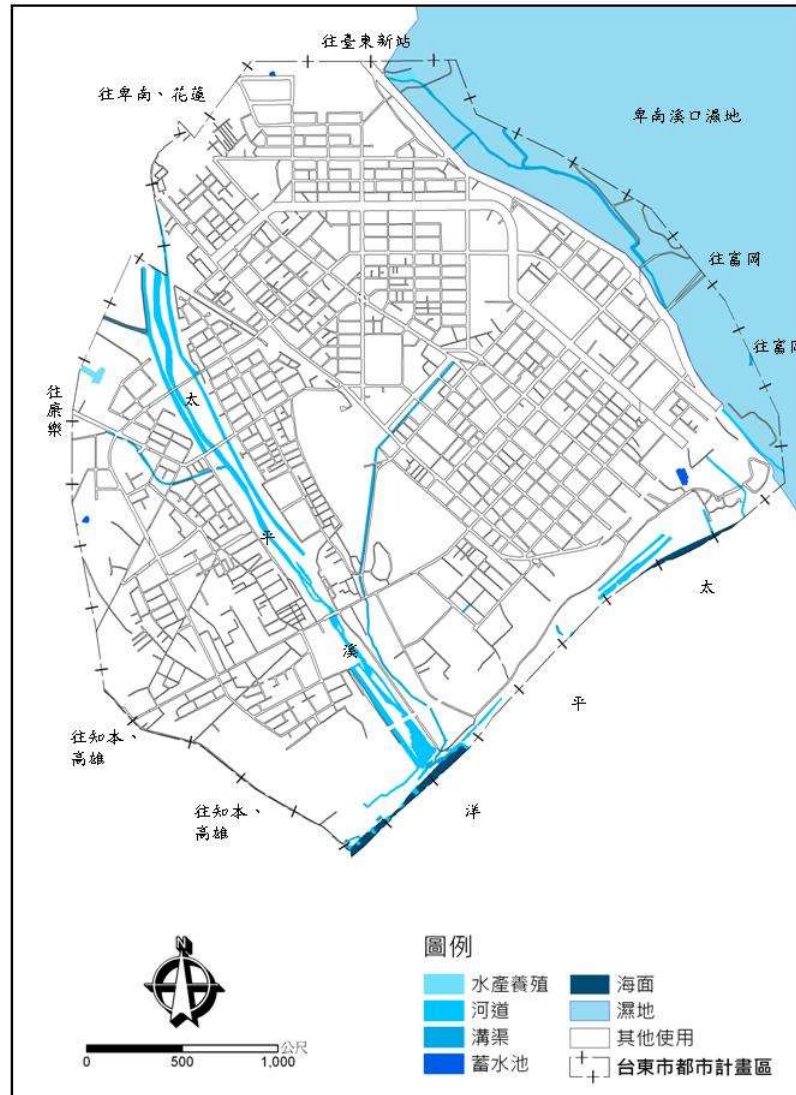 往臺東新站
往卑南、花蓮
卑南溪口濕地
往富岡
往富岡
往康樂
太
平
溪
太
平
洋
往知本、
高雄
往知本、
高雄
N
公尺
0 500 1,000
圖例
水產養殖
河道
溝渠
蓄水池
海面
濕地
其他使用
台東市都市計畫區